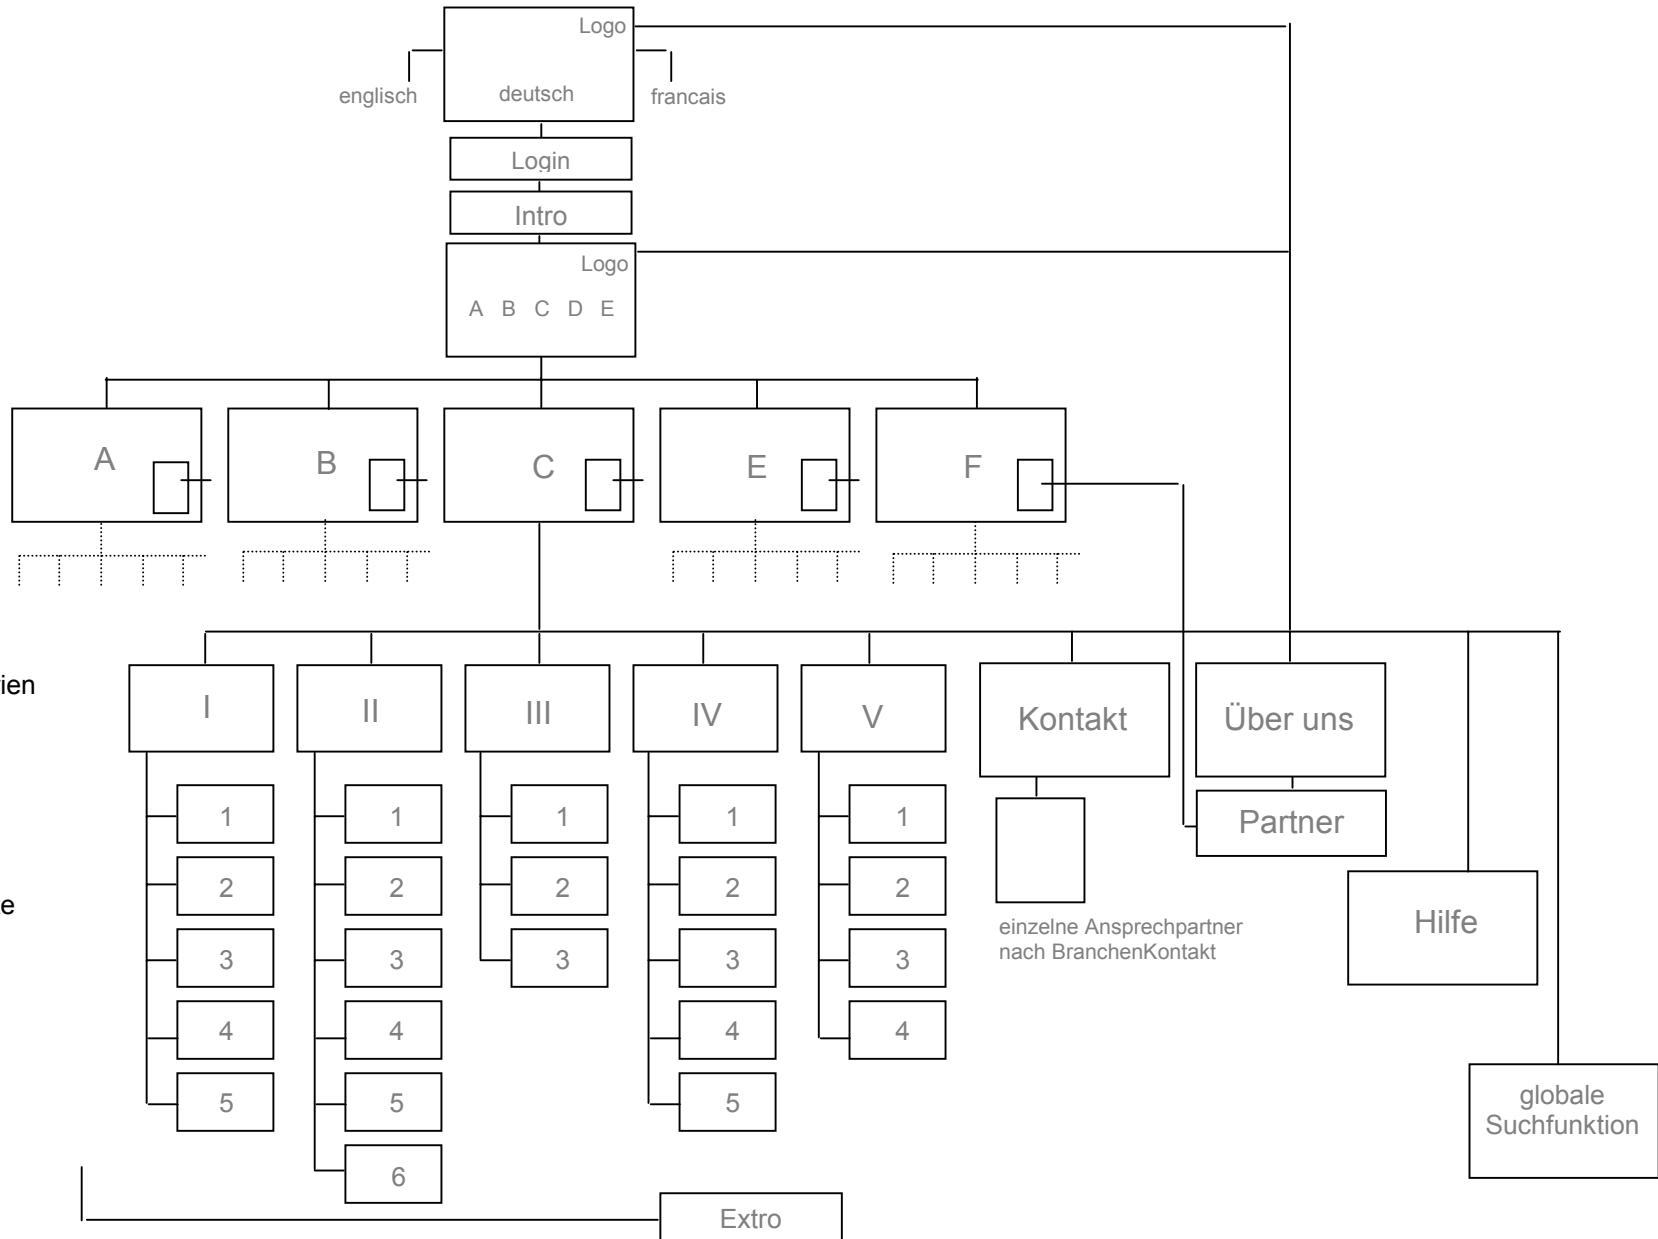 Logo
englisch
deutsch
francais
Login
Intro
Logo
A B C D E
A
B
C
E
F
ien
I
II
III
IV
V
Kontakt
Über uns
1
1
1
1
1
Partner
2
2
2
2
2
e
Hilfe
einzelne Ansprechpartner
nach BranchenKontakt
3
3
3
3
3
4
4
4
4
5
5
5
globale
Suchfunktion
6
Extro